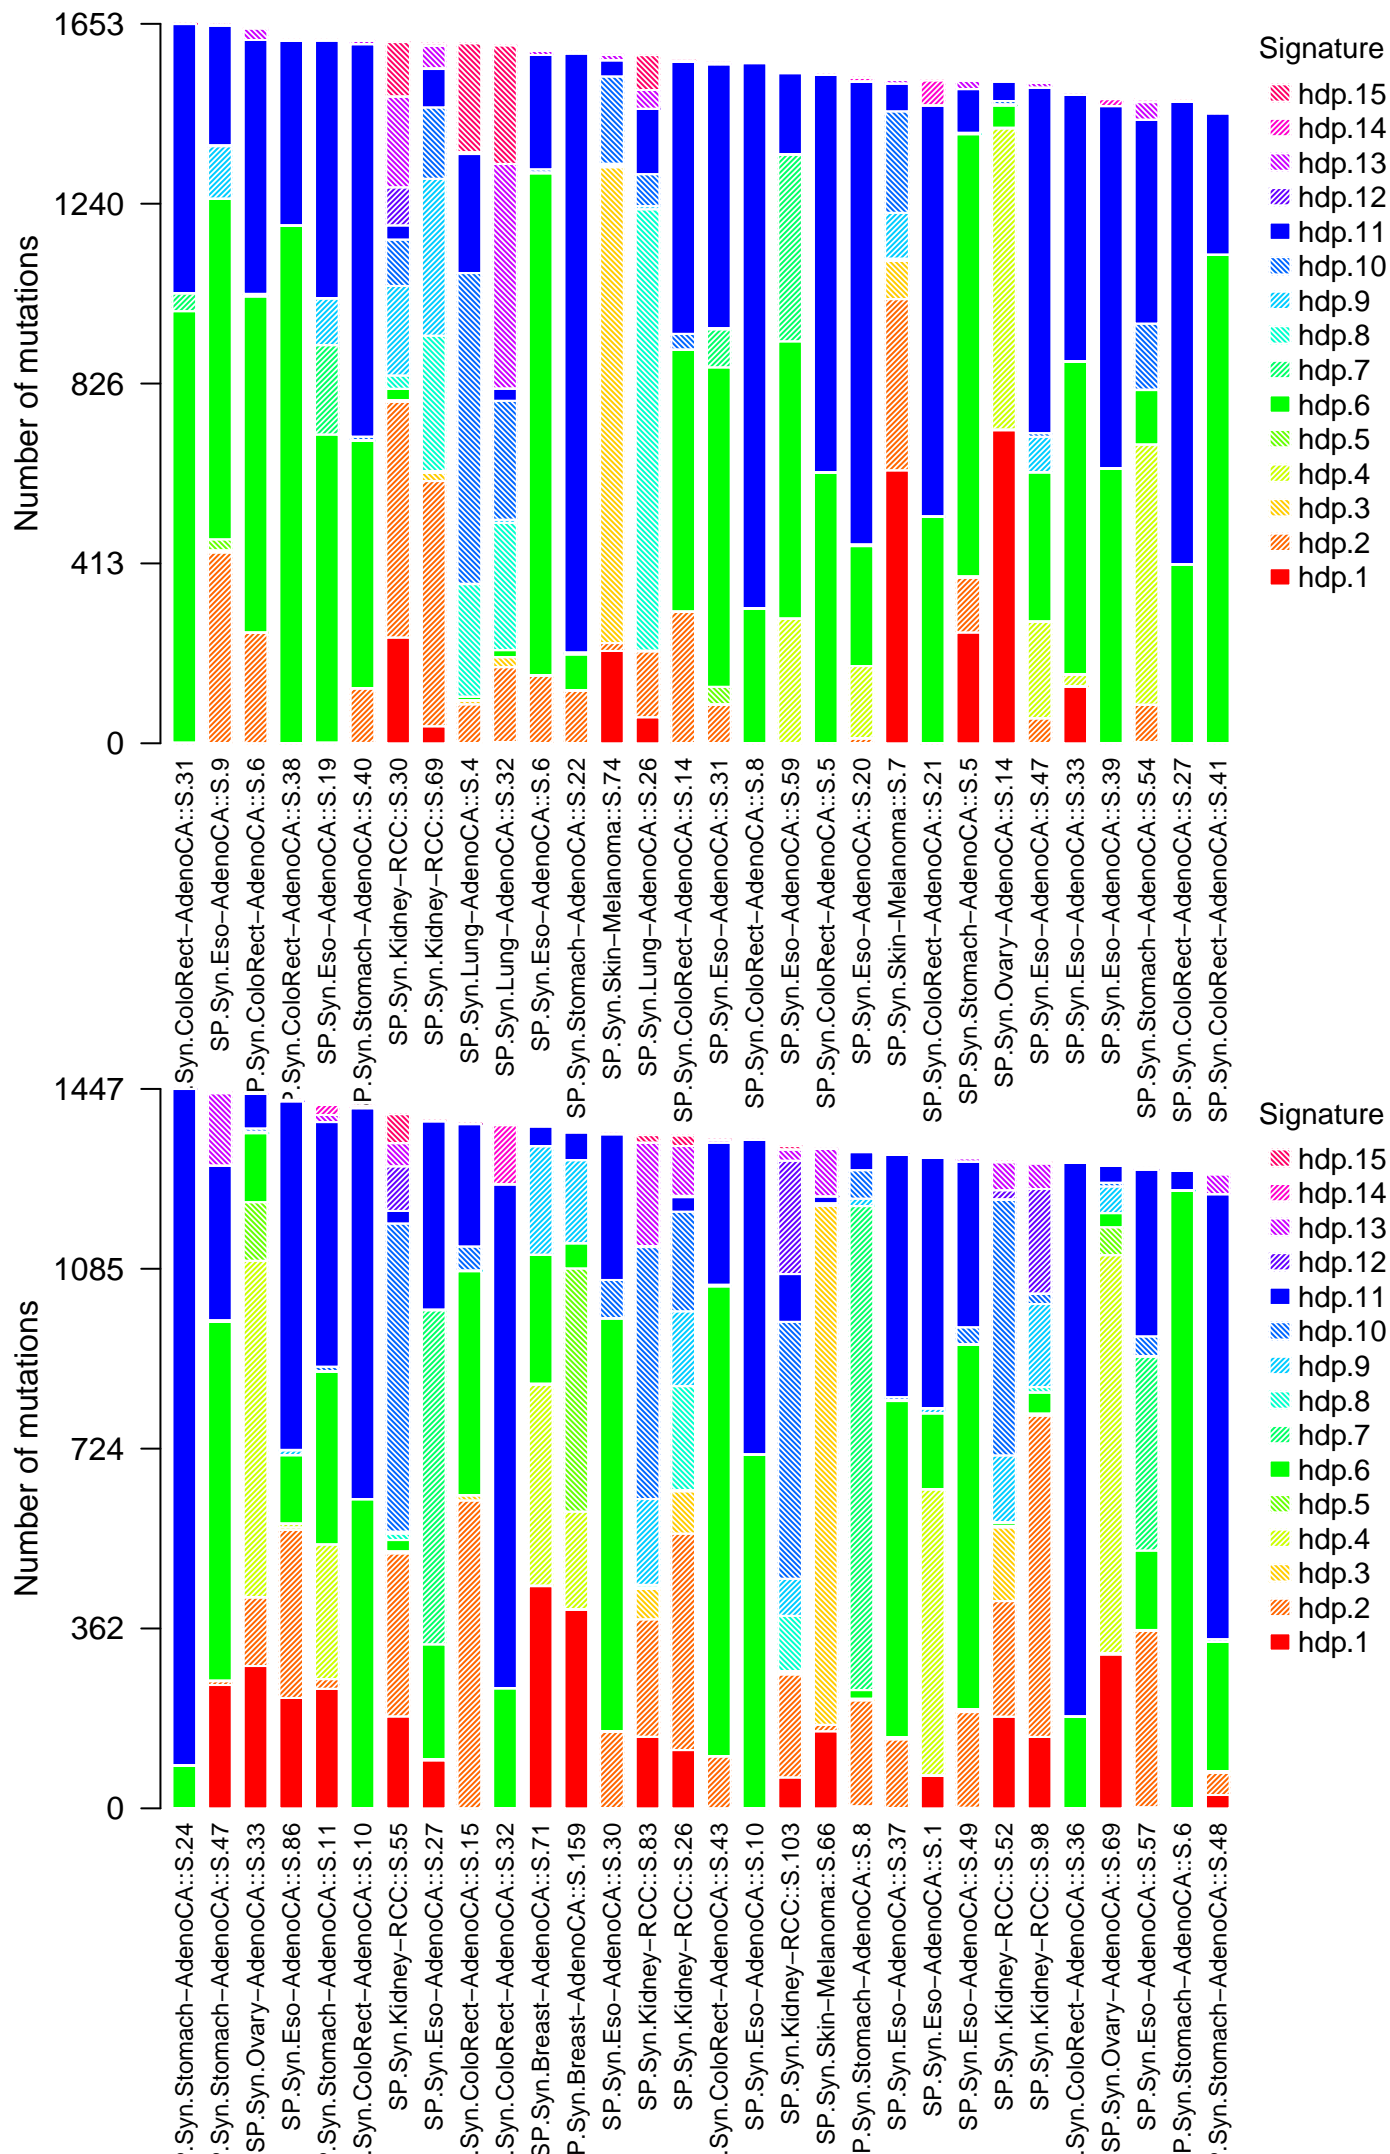 Number of mutations
1653
1240
826
413
0
Signature
hdp.15
hdp.14
hdp.13
hdp.12
hdp.11
hdp.10
hdp.9
hdp.8
hdp.7
hdp.6
hdp.5
hdp.4
hdp.3
hdp.2
hdp.1
.Syn.ColoRect−AdenoCA::S.31
SP.Syn.Eso−AdenoCA::S.9
P.Syn.ColoRect−AdenoCA::S.6
P.Syn.ColoRect−AdenoCA::S.38
SP.Syn.Eso−AdenoCA::S.19
P.Syn.Stomach−AdenoCA::S.40
SP.Syn.Kidney−RCC::S.30
SP.Syn.Kidney−RCC::S.69
SP.Syn.Lung−AdenoCA::S.4
SP.Syn.Lung−AdenoCA::S.32
SP.Syn.Eso−AdenoCA::S.6
SP.Syn.Stomach−AdenoCA::S.22
SP.Syn.Skin−Melanoma::S.74
SP.Syn.Lung−AdenoCA::S.26
SP.Syn.ColoRect−AdenoCA::S.14
SP.Syn.Eso−AdenoCA::S.31
SP.Syn.ColoRect−AdenoCA::S.8
SP.Syn.Eso−AdenoCA::S.59
SP.Syn.ColoRect−AdenoCA::S.5
SP.Syn.Eso−AdenoCA::S.20
SP.Syn.Skin−Melanoma::S.7
SP.Syn.ColoRect−AdenoCA::S.21
SP.Syn.Stomach−AdenoCA::S.5
SP.Syn.Ovary−AdenoCA::S.14
SP.Syn.Eso−AdenoCA::S.47
SP.Syn.Eso−AdenoCA::S.33
SP.Syn.Eso−AdenoCA::S.39
SP.Syn.Stomach−AdenoCA::S.54
SP.Syn.ColoRect−AdenoCA::S.27
SP.Syn.ColoRect−AdenoCA::S.41
Number of mutations
1447
1085
724
362
0
Signature
hdp.15
hdp.14
hdp.13
hdp.12
hdp.11
hdp.10
hdp.9
hdp.8
hdp.7
hdp.6
hdp.5
hdp.4
hdp.3
hdp.2
hdp.1
P.Syn.Stomach−AdenoCA::S.24
P.Syn.Stomach−AdenoCA::S.47
SP.Syn.Ovary−AdenoCA::S.33
SP.Syn.Eso−AdenoCA::S.86
P.Syn.Stomach−AdenoCA::S.11
.Syn.ColoRect−AdenoCA::S.10
SP.Syn.Kidney−RCC::S.55
SP.Syn.Eso−AdenoCA::S.27
.Syn.ColoRect−AdenoCA::S.15
.Syn.ColoRect−AdenoCA::S.32
SP.Syn.Breast−AdenoCA::S.71
P.Syn.Breast−AdenoCA::S.159
SP.Syn.Eso−AdenoCA::S.30
SP.Syn.Kidney−RCC::S.83
SP.Syn.Kidney−RCC::S.26
.Syn.ColoRect−AdenoCA::S.43
SP.Syn.Eso−AdenoCA::S.10
SP.Syn.Kidney−RCC::S.103
SP.Syn.Skin−Melanoma::S.66
SP.Syn.Stomach−AdenoCA::S.8
SP.Syn.Eso−AdenoCA::S.37
SP.Syn.Eso−AdenoCA::S.1
SP.Syn.Eso−AdenoCA::S.49
SP.Syn.Kidney−RCC::S.52
SP.Syn.Kidney−RCC::S.98
.Syn.ColoRect−AdenoCA::S.36
SP.Syn.Ovary−AdenoCA::S.69
SP.Syn.Eso−AdenoCA::S.57
SP.Syn.Stomach−AdenoCA::S.6
P.Syn.Stomach−AdenoCA::S.48